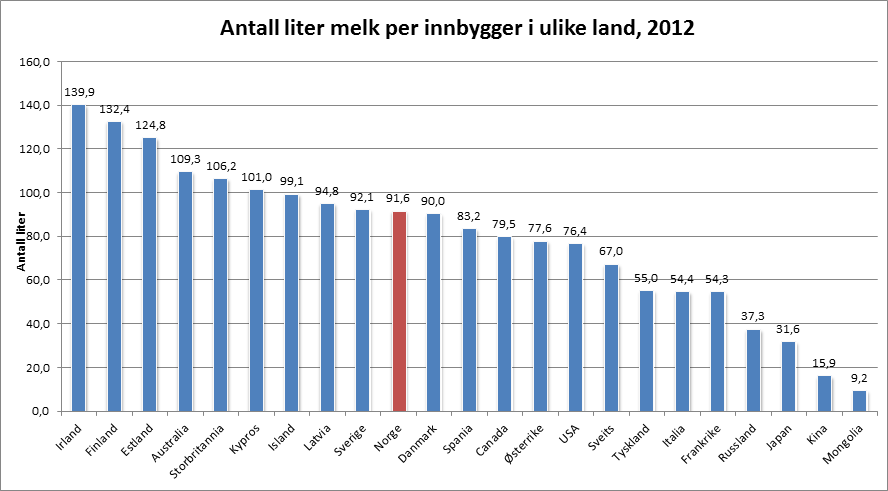 Antall liter melk per innbygger i ulike land, 2012
160,0
140,0
120,0
100,0
80,0
60,0
40,0
20,0
0,0
Antall liter
139,9
132,4
124,8
109,3
106,2
101,0
99,1
94,8
92,1
91,6
90,0
83,2
79,5
77,6
76,4
67,0
55,0
54,4
54,3
37,3
31,6
15,9
9,2
Irland
Finland
Estland
Australia
Storbritannia
Kypros
Island
Latvia
Sverige
Norge
Danmark
Spania
Canada
Østerrike
USA
Sveits
Tyskland
Italia
Frankrike
Russland
Japan
Kina
Mongolia